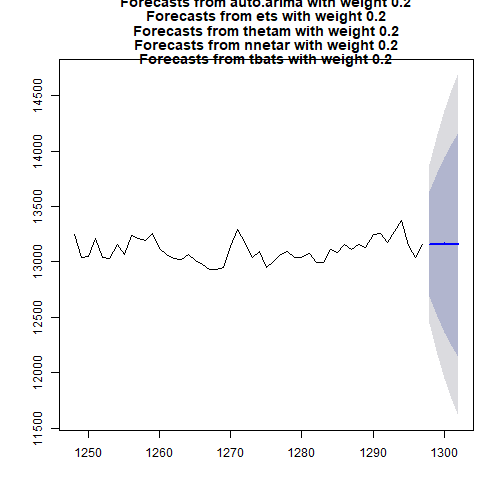 Forecasts from auto.arima with weight 0.2
Forecasts from ets with weight 0.2
Forecasts from thetam with weight 0.2
Forecasts from nnetar with weight 0.2
Forecasts from tbats with weight 0.2
14500
14000
13500
13000
12500
12000
11500
1250
1260
1270
1280
1290
1300